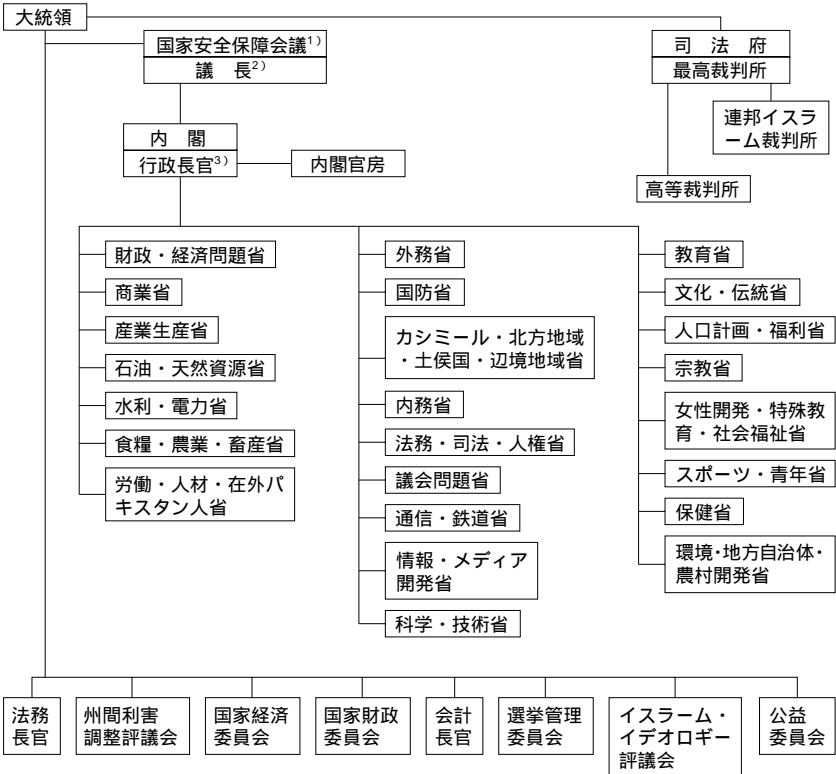 大統領
国家安全保障会議1）
議長2）
司法府
最高裁判所
連邦イスラ
ーム裁判所
高等裁判所
内閣
行政長官3）
内閣官房
財政・経済問題省
商業省
産業生産省
石油・天然資源省
水利・電力省
食糧・農業・畜産省
労働・人材・在外パ
キスタン人省
外務省
国防省
カシミール・北方地域
・土侯国・辺境地域省
内務省
法務・司法・人権省
議会問題省
通信・鉄道省
情報・メディア
開発省
科学・技術省
教育省
文化・伝統省
人口計画・福利省
宗教省
女性開発・特殊教
育・社会福祉省
スポーツ・青年省
保健省
環境・地方自治体・
農村開発省
法務
長官
州間利害
調整評議会
国家経済
委員会
国家財政
委員会
会計
長官
選挙管理
委員会
イスラーム・
イデオロギー
評議会
公益
委員会